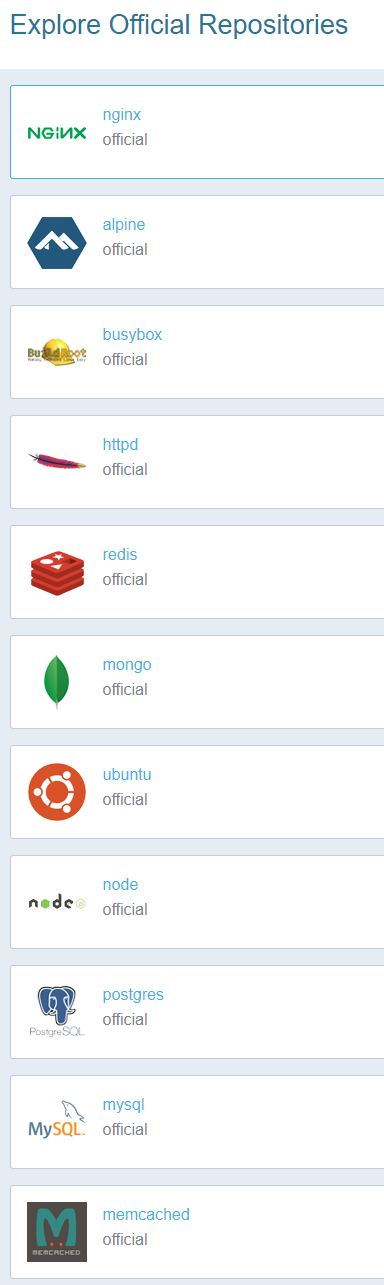 Explore Official Repositories
NGINX
nginx
official
alpine
official
BuildRoot
busybox
official
httpd
official
redis
official
mongo
official
ubuntu
official
node
node
official
PostgreSQL
postgres
official
MySQL
mysql
official
MEMCACHED
memcached
official